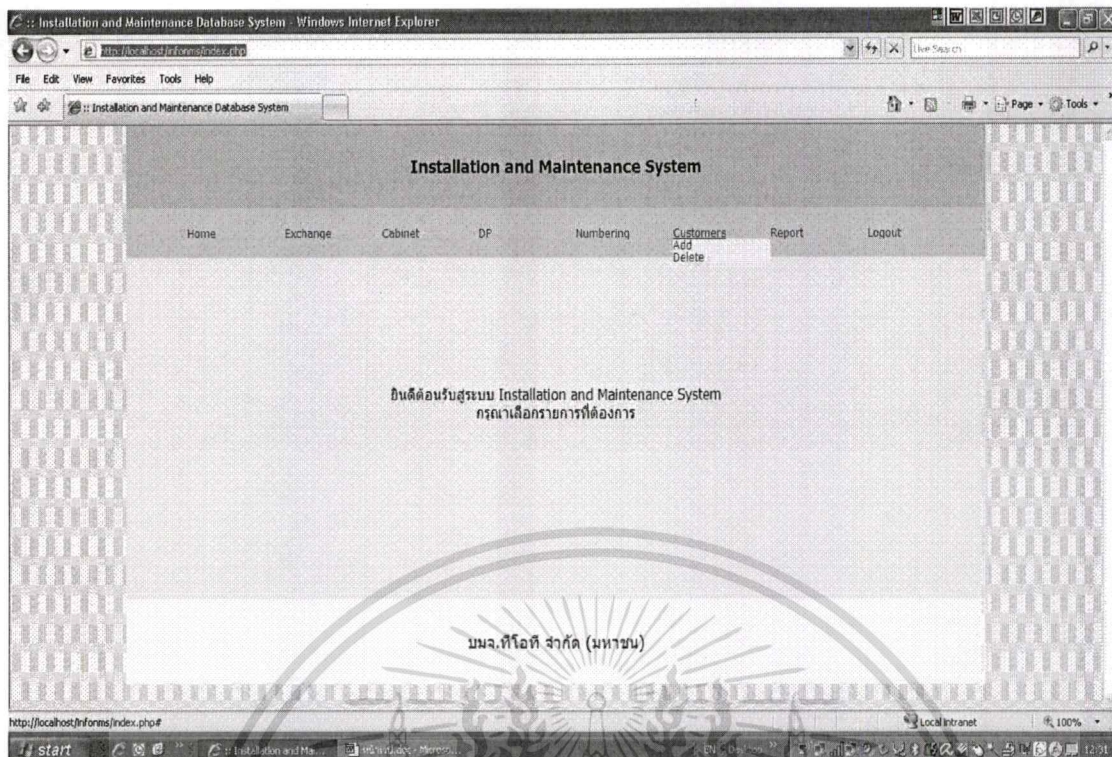 :: Installation and Maintenance Database System - Windows Internet Explorer
http://localhost/infonms/index.php
Live Search
File Edit View Favorites Tools Help
:: Installation and Maintenance Database System
Page Tools
Installation and Maintenance System
Home Exchange Cabinet DP Numbering Customers Report Logout
Add
Delete
ยินดีต้อนรับสู่ระบบ Installation and Maintenance System
กรุณาเลือกรายการที่ต้องการ
บมจ.ทีโอที จำกัด (มหาชน)
http://localhost/infonms/index.php#
Local intranet 100%
start :: Installation and Ma... EN Desktop 12:31